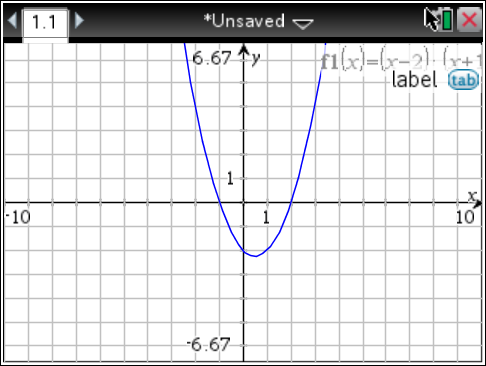 1.1
*Unsaved
6.67 y
f1(x)=(x-2)·(x+1
label tab
1
x
-10
1
10
-6.67